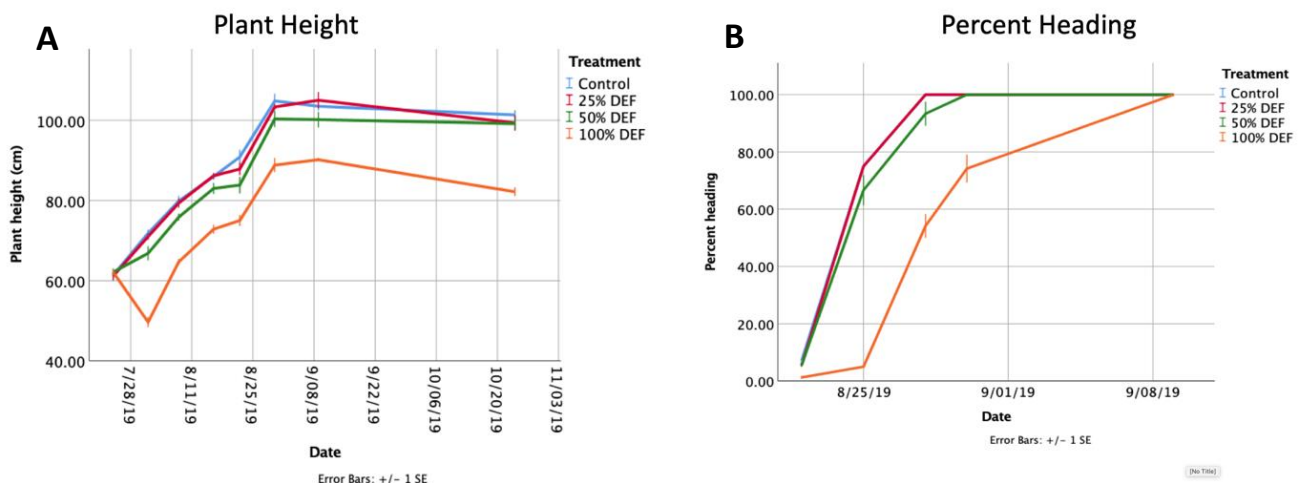 A
Plant Height
Plant height (cm)
100.00
80.00
60.00
40.00
7/28/19
8/11/19
8/25/19
9/08/19
9/22/19
10/06/19
10/20/19
11/03/19
Date
Error Bars: +/- 1 SE
Treatment
Control
25% DEF
50% DEF
100% DEF
B
Percent Heading
Percent heading
100.00
80.00
60.00
40.00
20.00
0.00
8/25/19
9/01/19
9/08/19
Date
Error Bars: +/- 1 SE
Treatment
Control
25% DEF
50% DEF
100% DEF
[No Title]